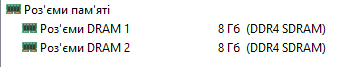 Роз'єми пам'яті
Роз'єми DRAM 1 8 Гб (DDR4 SDRAM)
Роз'єми DRAM 2 8 Гб (DDR4 SDRAM)